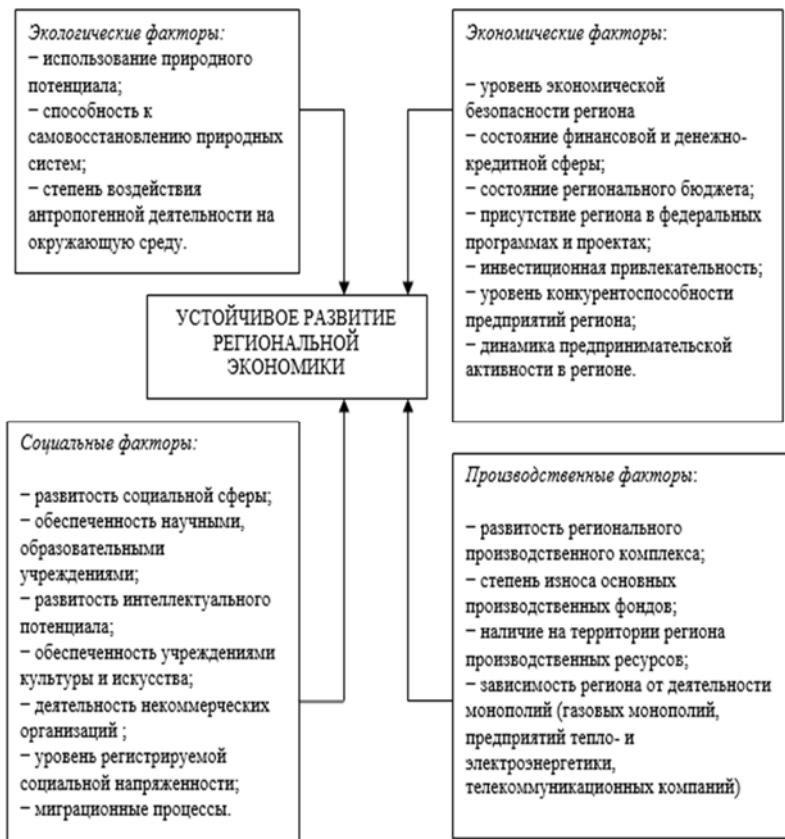 Экологические факторы:
– использование природного
потенциала;
– способность к
самовосстановлению природных
систем;
– степень воздействия
антропогенной деятельности на
окружающую среду.
Экономические факторы:
– уровень экономической
безопасности региона
– состояние финансовой и денежно-
кредитной сферы;
– состояние регионального бюджета;
– присутствие региона в федеральных
программах и проектах;
– инвестиционная привлекательность;
– уровень конкурентоспособности
предприятий региона;
– динамика предпринимательской
активности в регионе.
УСТОЙЧИВОЕ РАЗВИТИЕ
РЕГИОНАЛЬНОЙ
ЭКОНОМИКИ
Социальные факторы:
– развитость социальной сферы;
– обеспеченность научными,
образовательными
учреждениями;
– развитость интеллектуального
потенциала;
– обеспеченность учреждениями
культуры и искусства;
– деятельность некоммерческих
организаций ;
– уровень регистрируемой
социальной напряженности;
– миграционные процессы.
Производственные факторы:
– развитость регионального
производственного комплекса;
– степень износа основных
производственных фондов;
– наличие на территории региона
производственных ресурсов;
– зависимость региона от деятельности
монополий (газовых монополий,
предприятий тепло- и
электроэнергетики,
телекоммуникационных компаний)